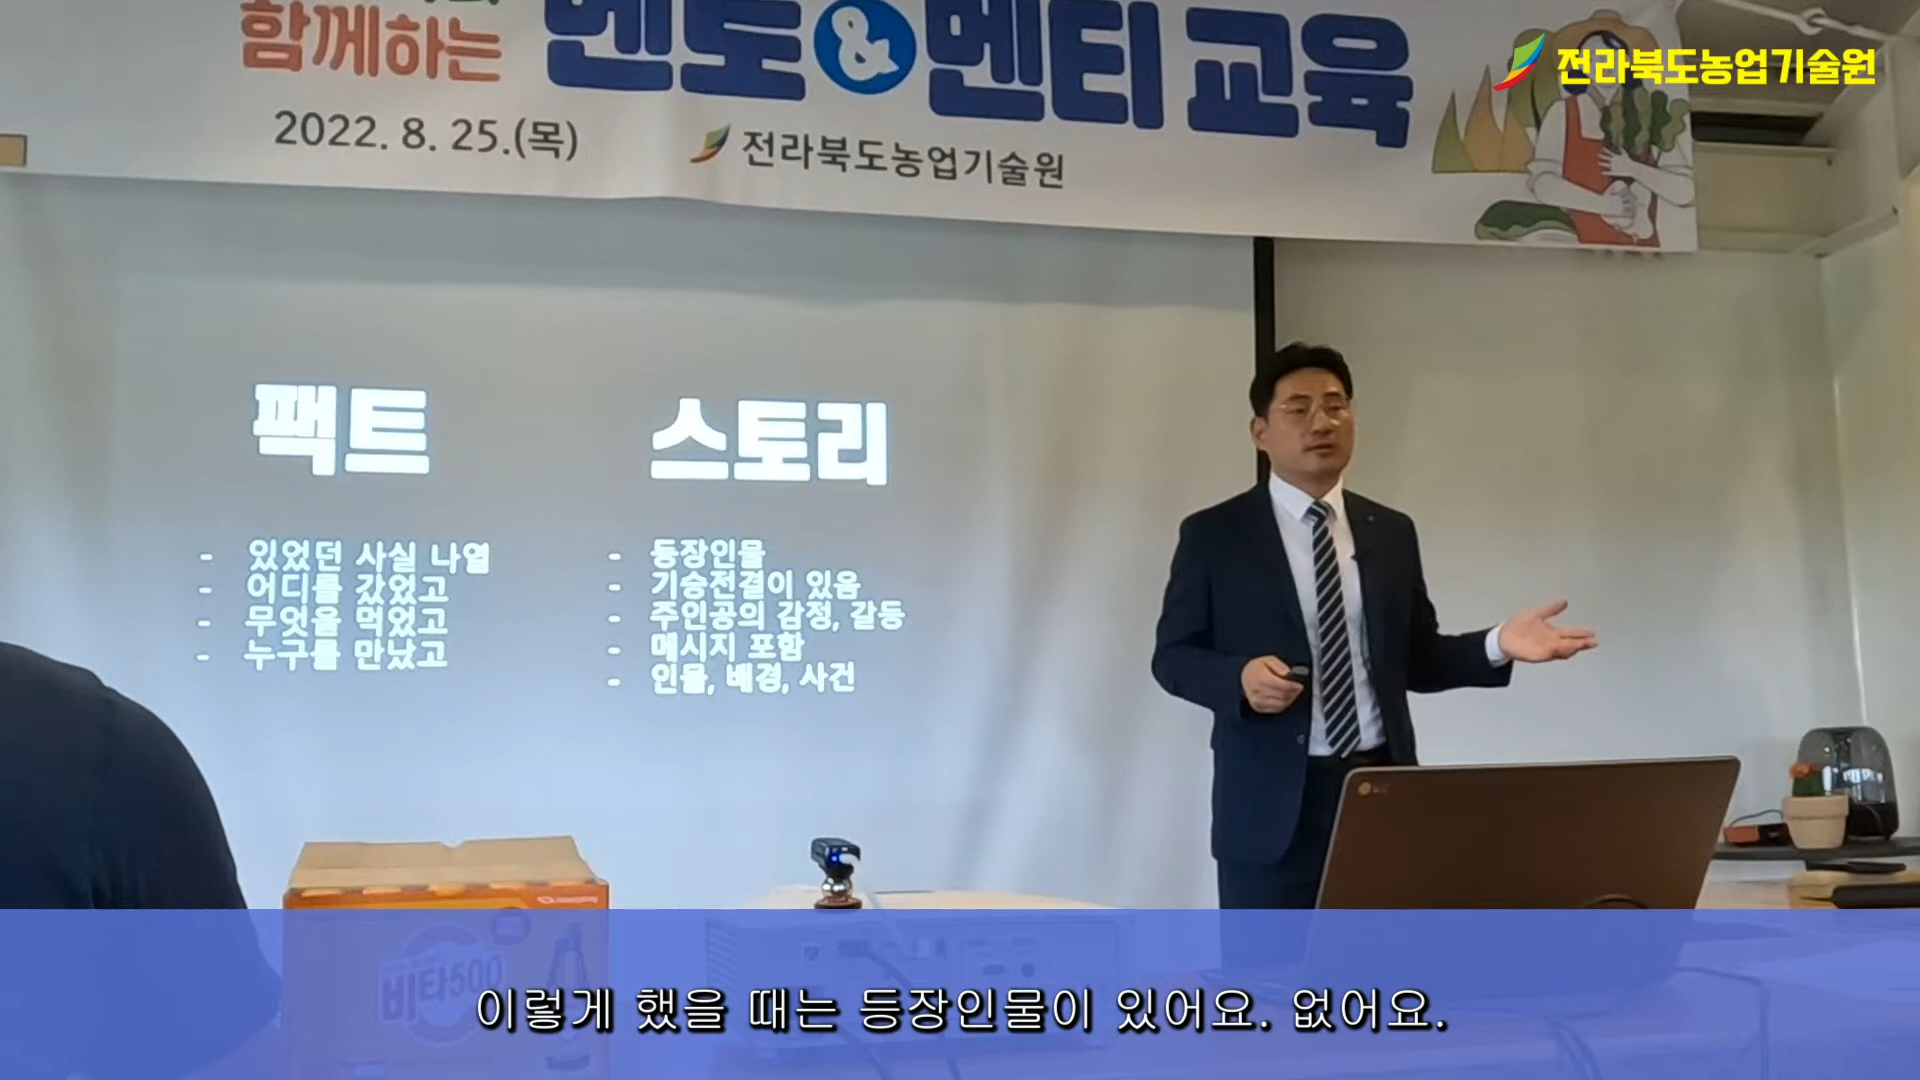 함께하는 멘토&멘티 교육
전라북도농업기술원
2022. 8. 25.(목)
전라북도농업기술원
팩트
- 있었던 사실 나열
- 어디를 갔었고
- 무엇을 먹었고
- 누구를 만났고
스토리
- 등장인물
- 기승전결이 있음
- 주인공의 감정, 갈등
- 메시지 포함
- 인물, 배경, 사건
비타500
이렇게 했을 때는 등장인물이 있어요. 없어요.